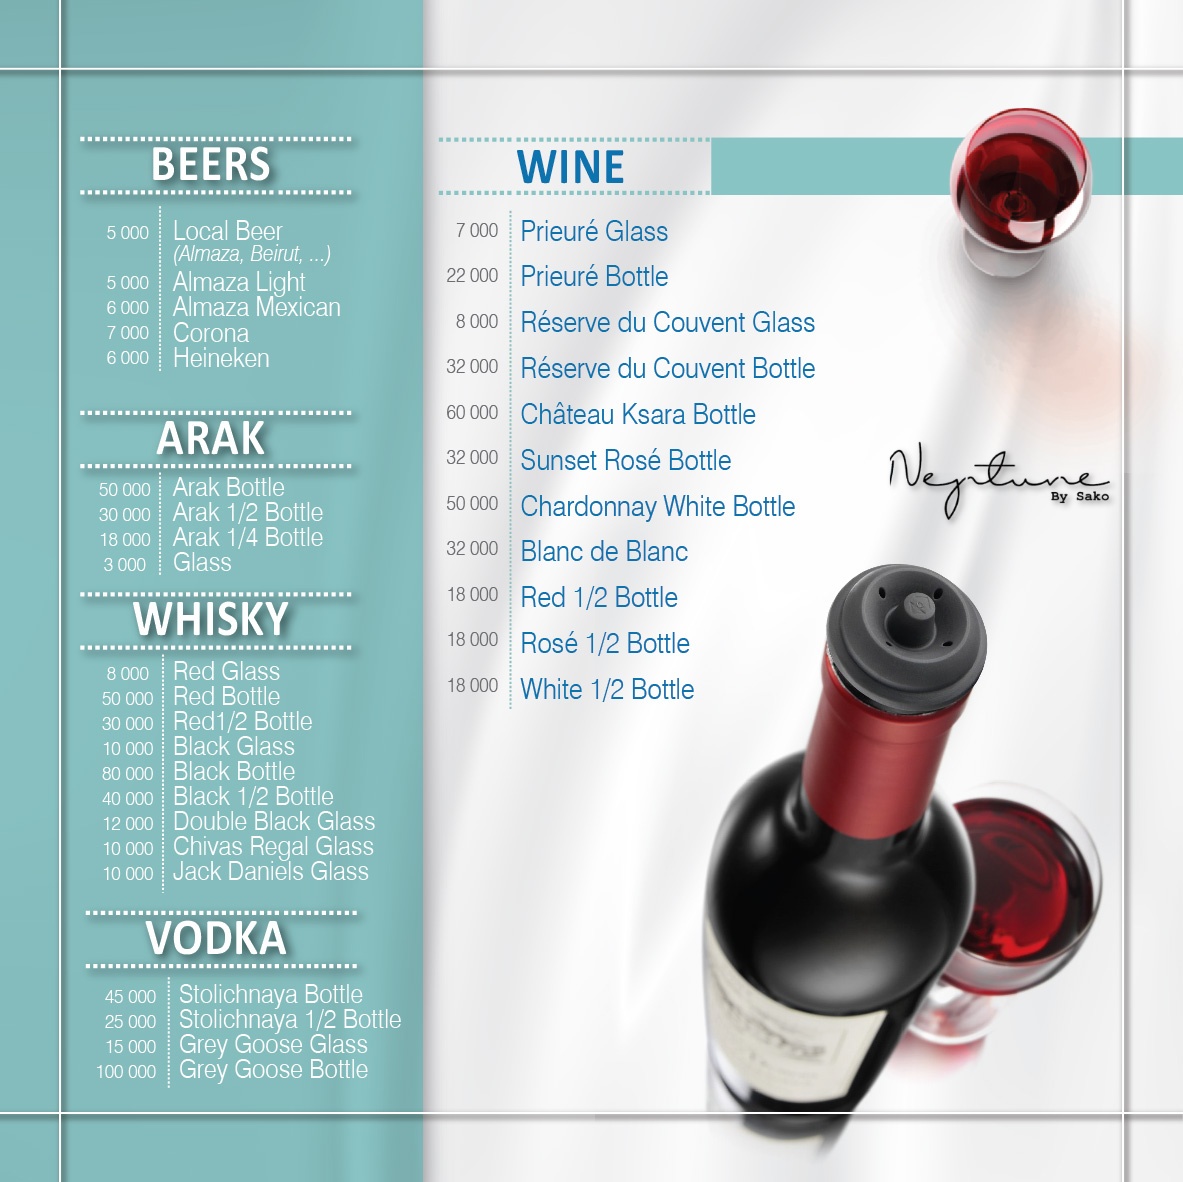 BEERS
5 000 Local Beer
(Almaza, Beirut, ...)
5 000 Almaza Light
6 000 Almaza Mexican
7 000 Corona
6 000 Heineken
ARAK
50 000 Arak Bottle
30 000 Arak 1/2 Bottle
18 000 Arak 1/4 Bottle
3 000 Glass
WHISKY
8 000 Red Glass
50 000 Red Bottle
30 000 Red1/2 Bottle
10 000 Black Glass
80 000 Black Bottle
40 000 Black 1/2 Bottle
12 000 Double Black Glass
10 000 Chivas Regal Glass
10 000 Jack Daniels Glass
VODKA
45 000 Stolichnaya Bottle
25 000 Stolichnaya 1/2 Bottle
15 000 Grey Goose Glass
100 000 Grey Goose Bottle
WINE
7 000 Prieuré Glass
22 000 Prieuré Bottle
8 000 Réserve du Couvent Glass
32 000 Réserve du Couvent Bottle
60 000 Château Ksara Bottle
32 000 Sunset Rosé Bottle
50 000 Chardonnay White Bottle
32 000 Blanc de Blanc
18 000 Red 1/2 Bottle
18 000 Rosé 1/2 Bottle
18 000 White 1/2 Bottle
Neptune
By Sako